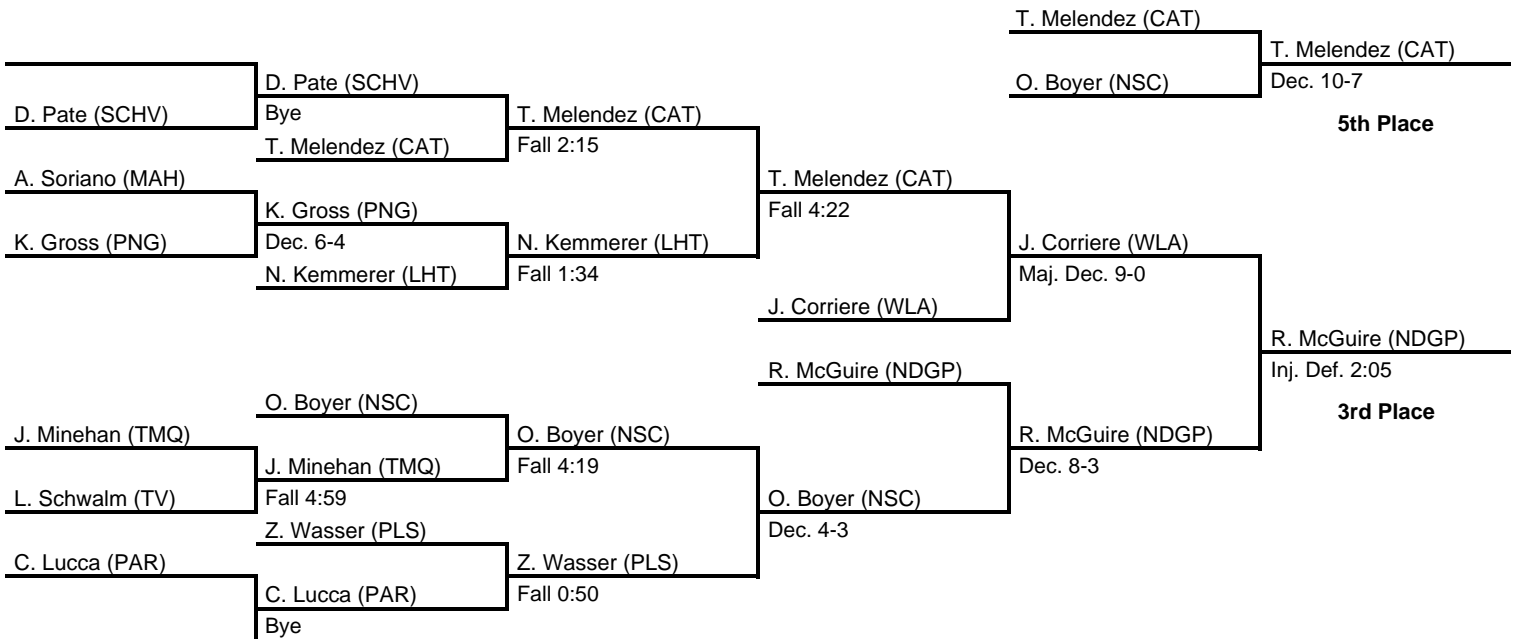 T. Melendez (CAT)
T. Melendez (CAT)
O. Boyer (NSC)
Dec. 10-7
5th Place
D. Pate (SCHV)
D. Pate (SCHV)
Bye
T. Melendez (CAT)
T. Melendez (CAT)
Fall 2:15
A. Soriano (MAH)
K. Gross (PNG)
K. Gross (PNG)
Dec. 6-4
N. Kemmerer (LHT)
N. Kemmerer (LHT)
Fall 1:34
T. Melendez (CAT)
Fall 4:22
J. Corriere (WLA)
J. Corriere (WLA)
Maj. Dec. 9-0
R. McGuire (NDGP)
R. McGuire (NDGP)
Inj. Def. 2:05
3rd Place
O. Boyer (NSC)
J. Minehan (TMQ)
O. Boyer (NSC)
R. McGuire (NDGP)
J. Minehan (TMQ)
Fall 4:19
Dec. 8-3
L. Schwalm (TV)
Fall 4:59
O. Boyer (NSC)
Z. Wasser (PLS)
Dec. 4-3
C. Lucca (PAR)
Z. Wasser (PLS)
C. Lucca (PAR)
Fall 0:50
Bye